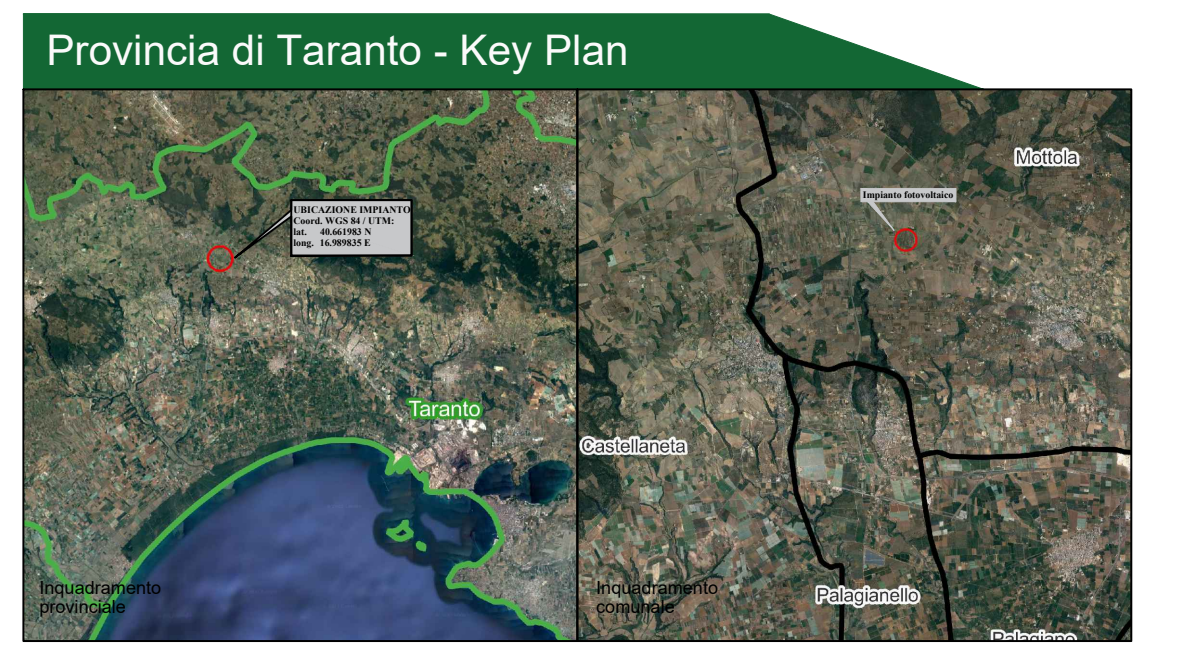 Provincia di Taranto - Key Plan
UBICAZIONE IMPIANTO
Coord. WGS 84 / UTM:
lat. 40.661983 N
long. 16.989835 E
Taranto
Inquadramento
provinciale
Mottola
Impianto fotovoltaico
Castellaneta
Inquadramento
comunale
Palagianello
Palagiano